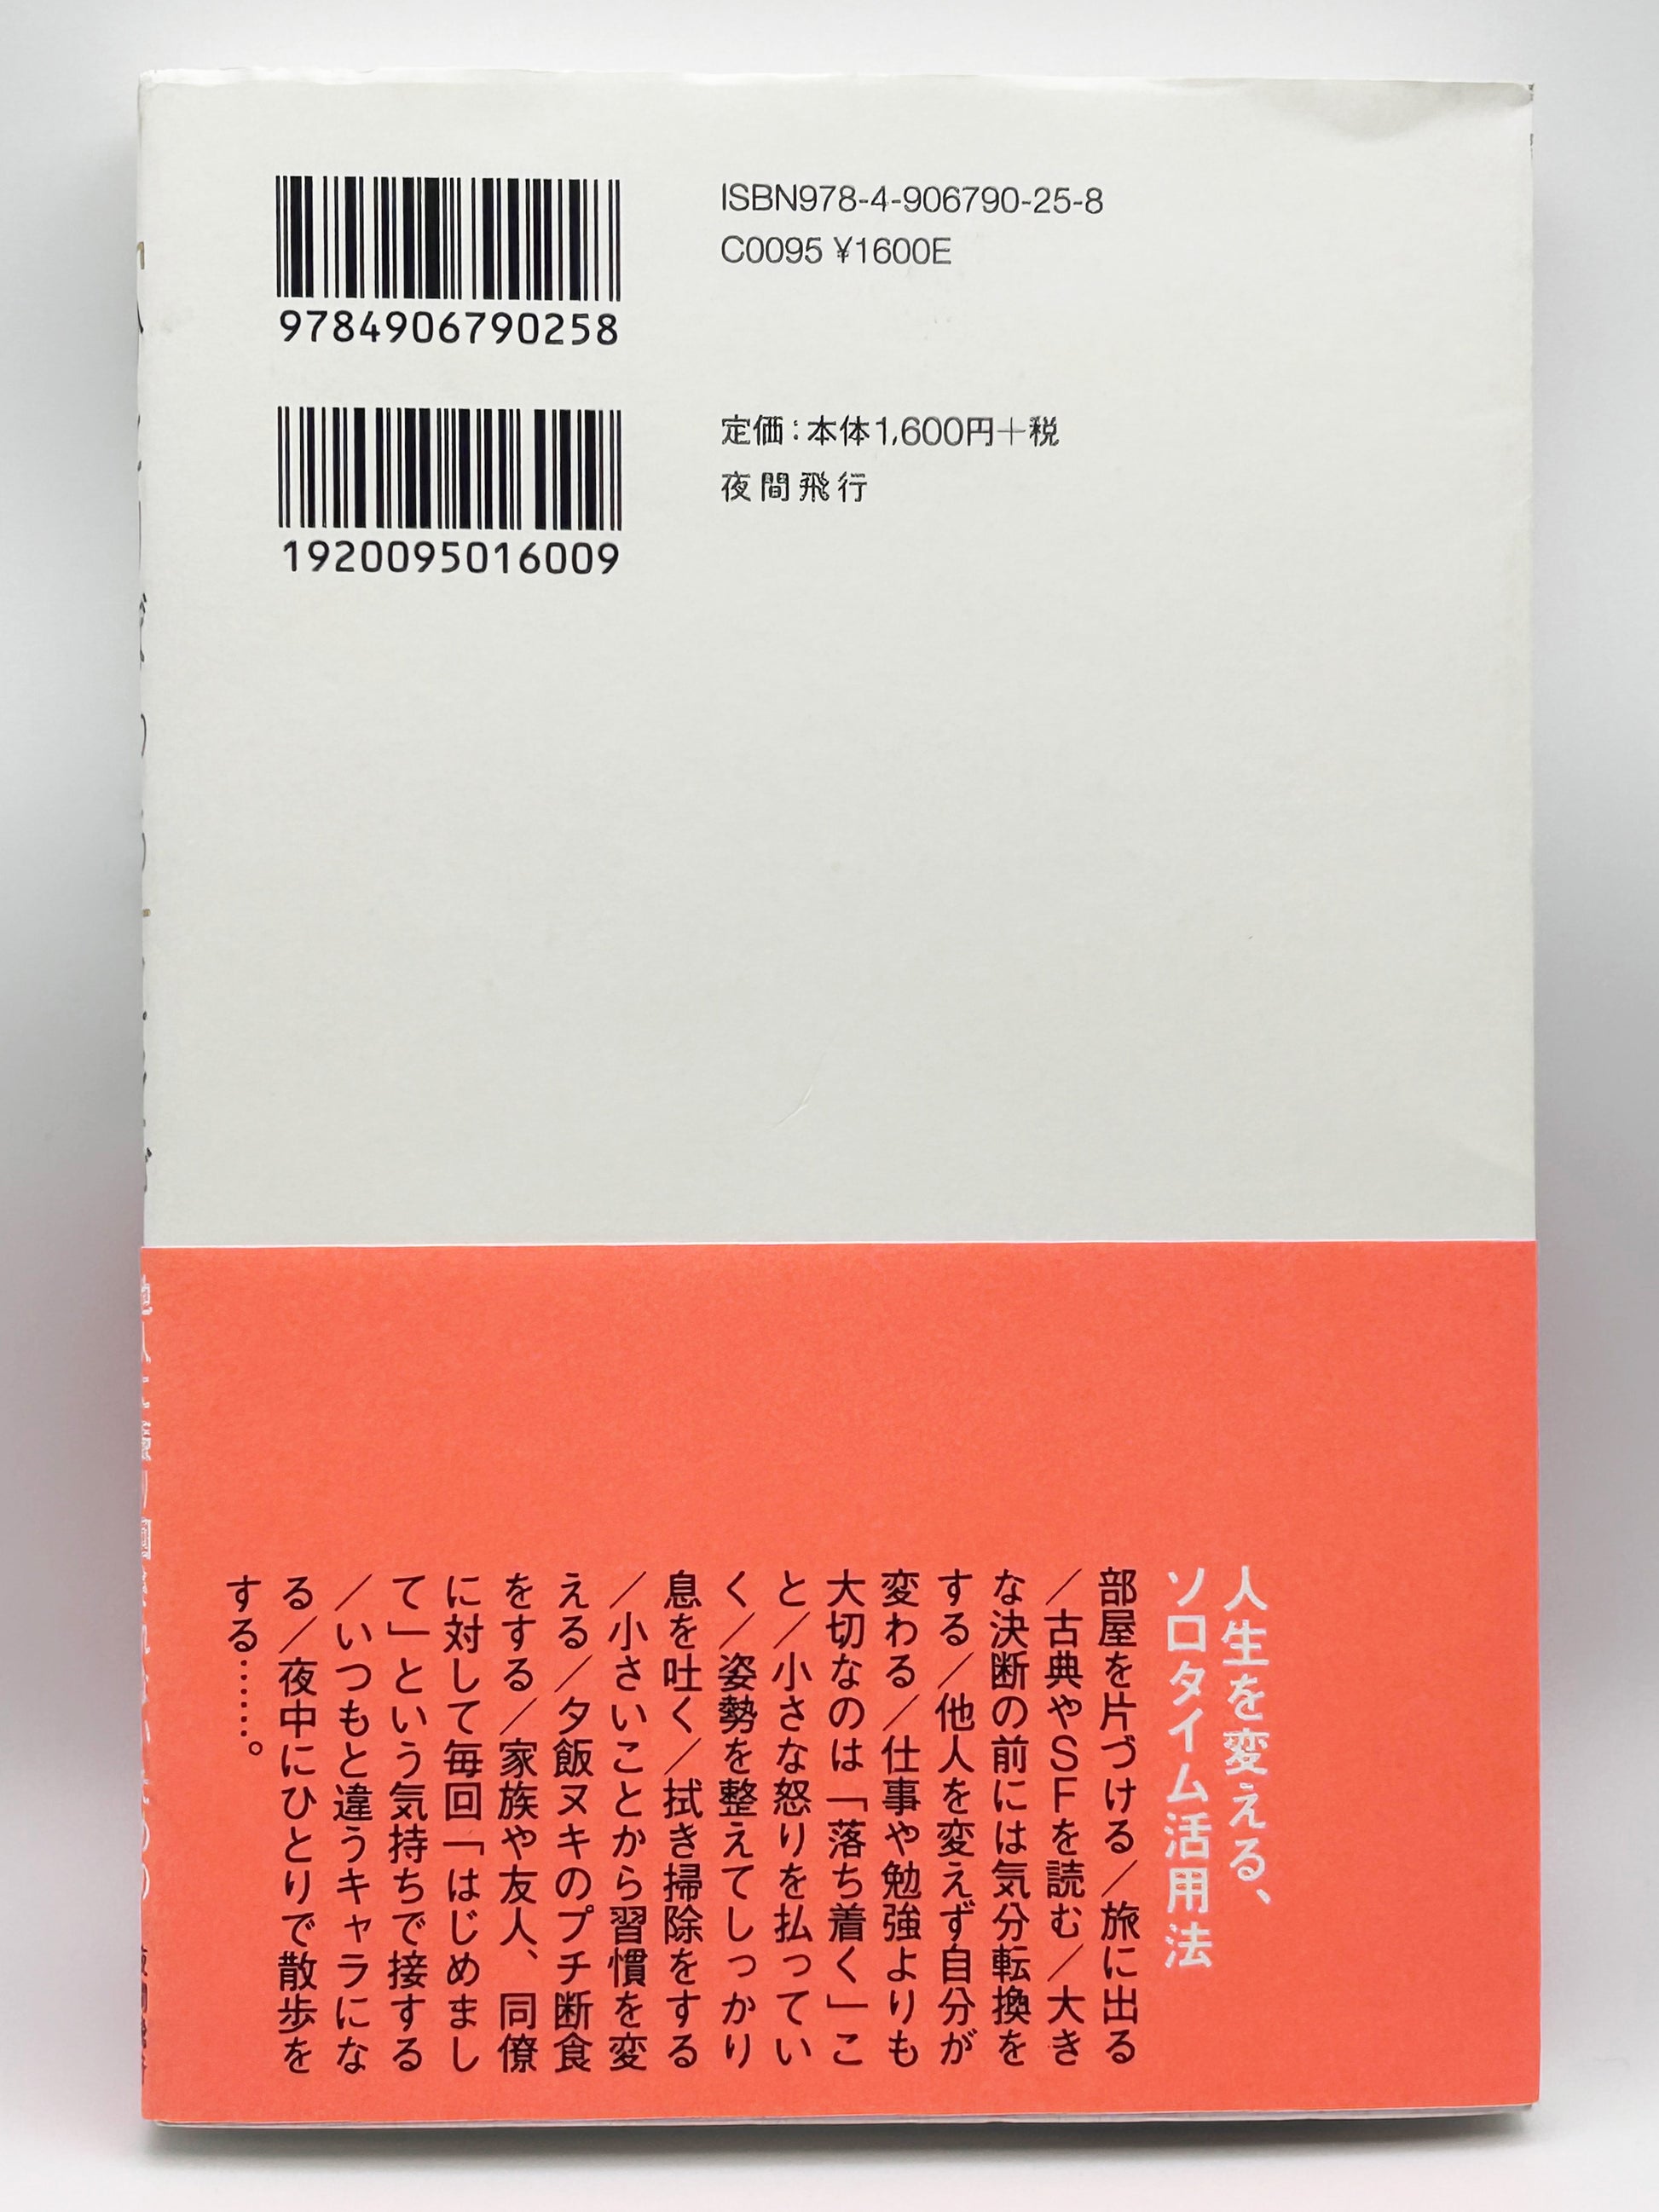 9784906790258
ISBN978-4-906790-25-8
C0095 ¥1600E
1920095016009
定価:本体1,600円+税
夜間飛行
人生を変える、
ソロタイム活用法
部屋を片づける／旅に出る
／古典やSFを読む／大き
な決断の前には気分転換を
する／他人を変えず自分が
変わる／仕事や勉強よりも
大切なのは「落ち着く」こ
と／小さな怒りを払ってい
く／姿勢を整えてしっかり
息を吐く／拭き掃除をする
／小さいことから習慣を変
える／夕飯ヌキのプチ断食
をする／家族や友人、同僚
に対して毎回「はじめまし
て」という気持ちで接する
／いつもと違うキャラにな
る／夜中にひとりで散歩を
する……。